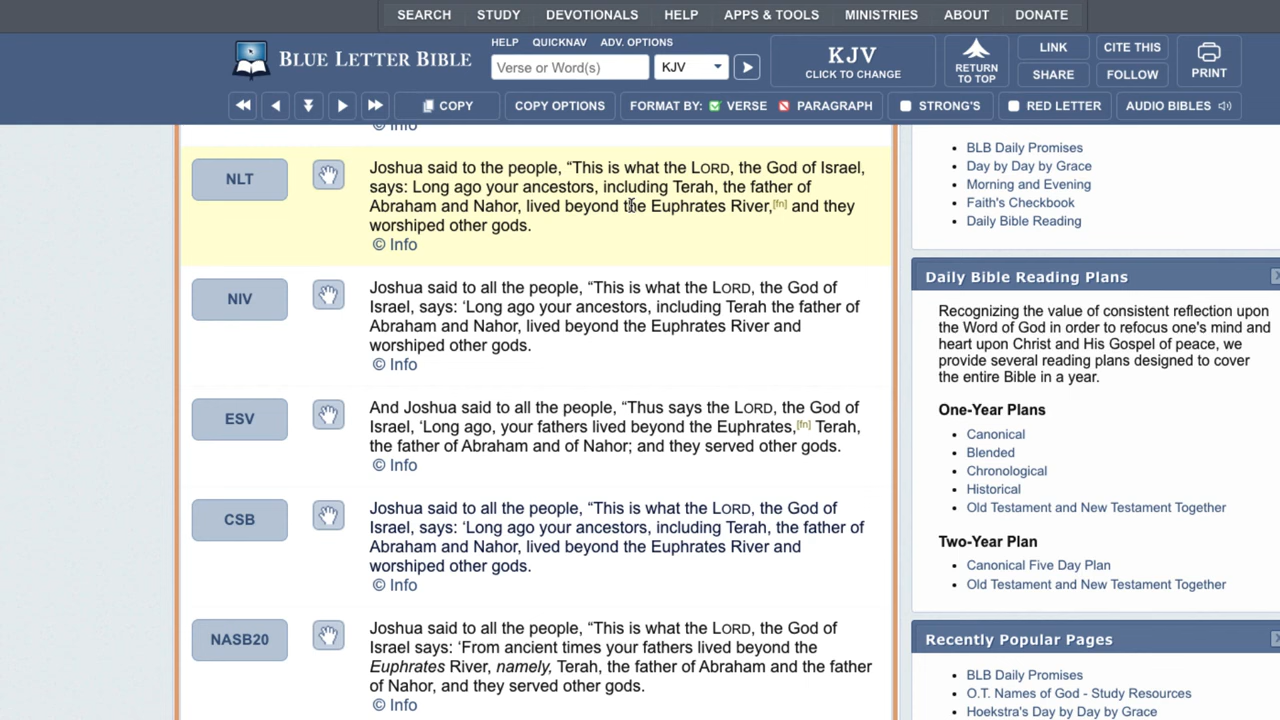 SEARCH STUDY DEVOTIONALS HELP APPS & TOOLS MINISTRIES ABOUT DONATE
BLUE LETTER BIBLE
HELP QUICKNAV ADV. OPTIONS
Verse or Word(s) KJV
KJV
CLICK TO CHANGE
RETURN
TO TOP
LINK CITE THIS
SHARE FOLLOW
PRINT
COPY COPY OPTIONS FORMAT BY: VERSE PARAGRAPH STRONG'S RED LETTER AUDIO BIBLES
© Info
NLT
Joshua said to the people, “This is what the LORD, the God of Israel,
says: Long ago your ancestors, including Terah, the father of
Abraham and Nahor, lived beyond the Euphrates River,[fn] and they
worshiped other gods.
© Info
NIV
Joshua said to all the people, “This is what the LORD, the God of
Israel, says: ‘Long ago your ancestors, including Terah the father of
Abraham and Nahor, lived beyond the Euphrates River and
worshiped other gods.
© Info
ESV
And Joshua said to all the people, “Thus says the LORD, the God of
Israel, ‘Long ago, your fathers lived beyond the Euphrates,[fn] Terah,
the father of Abraham and of Nahor; and they served other gods.
© Info
CSB
Joshua said to all the people, “This is what the LORD, the God of
Israel, says: ‘Long ago your ancestors, including Terah, the father of
Abraham and Nahor, lived beyond the Euphrates River and
worshiped other gods.
© Info
NASB20
Joshua said to all the people, “This is what the LORD, the God of
Israel says: ‘From ancient times your fathers lived beyond the
Euphrates River, namely, Terah, the father of Abraham and the father
of Nahor, and they served other gods.
© Info
BLB Daily Promises
Day by Day by Grace
Morning and Evening
Faith's Checkbook
Daily Bible Reading
Daily Bible Reading Plans
Recognizing the value of consistent reflection upon
the Word of God in order to refocus one's mind and
heart upon Christ and His Gospel of peace, we
provide several reading plans designed to cover
the entire Bible in a year.
One-Year Plans
Canonical
Blended
Chronological
Historical
Old Testament and New Testament Together
Two-Year Plan
Canonical Five Day Plan
Old Testament and New Testament Together
Recently Popular Pages
BLB Daily Promises
O.T. Names of God - Study Resources
Hoekstra's Day by Day by Grace